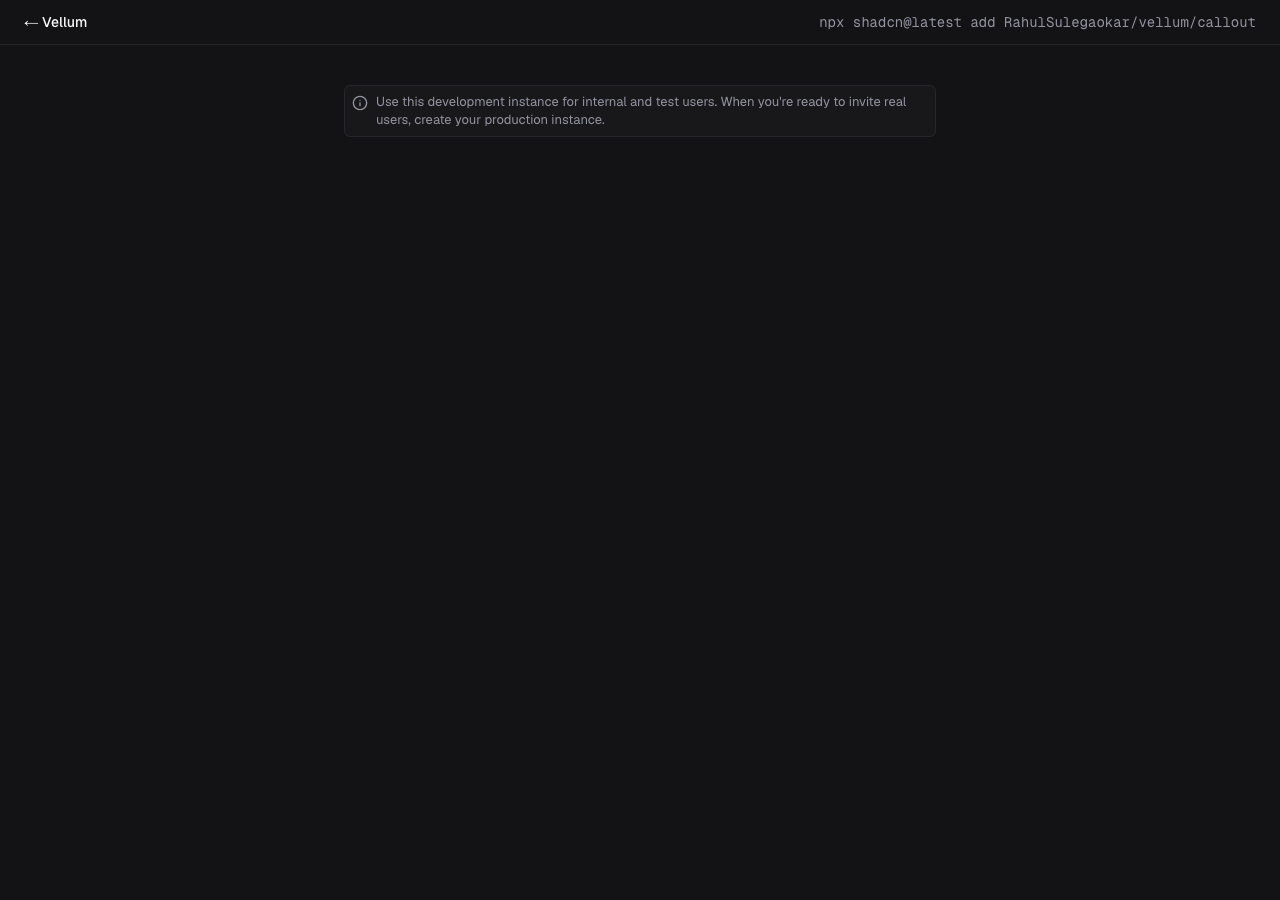 ← Vellum
npx shadcn@latest add RahulSulegaokar/vellum/callout
Use this development instance for internal and test users. When you're ready to invite real
users, create your production instance.